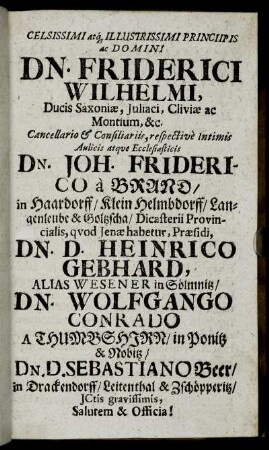 CELSISSIMI atq́, ILLUSTRISSIMI PRINCIPIS
ac DOMINI
DN. FRIDERICI
WILHELMI,
Ducis Saxoniæ, Juliaci, Cliviæ ac
Montium, &c.
Cancellario & Consiliariis, respectivè Intimis
Aulicis atque Ecclesiasticis
DN. JOH. FRIDERI-
CO à BRAND/
in Haardorff/ Klein Helmbdorff/ Lan-
genleube & Goltzscha/ Dicasterii Provin-
cialis, qvod Jenæ habetur, Præsidi,
DN. D. HEINRICO
GEBHARD,
ALIAS WESENER in Sölmnitz/
DN. WOLFGANGO
CONRADO
A THUMBSHIRN/ in Ponitz
& Nobitz/
DN. D. SEBASTIANO Beer/
in Drackendorff/ Leitenthal & Zschöpperitz/
JCtis gravissimis,
Salutem & Officia!